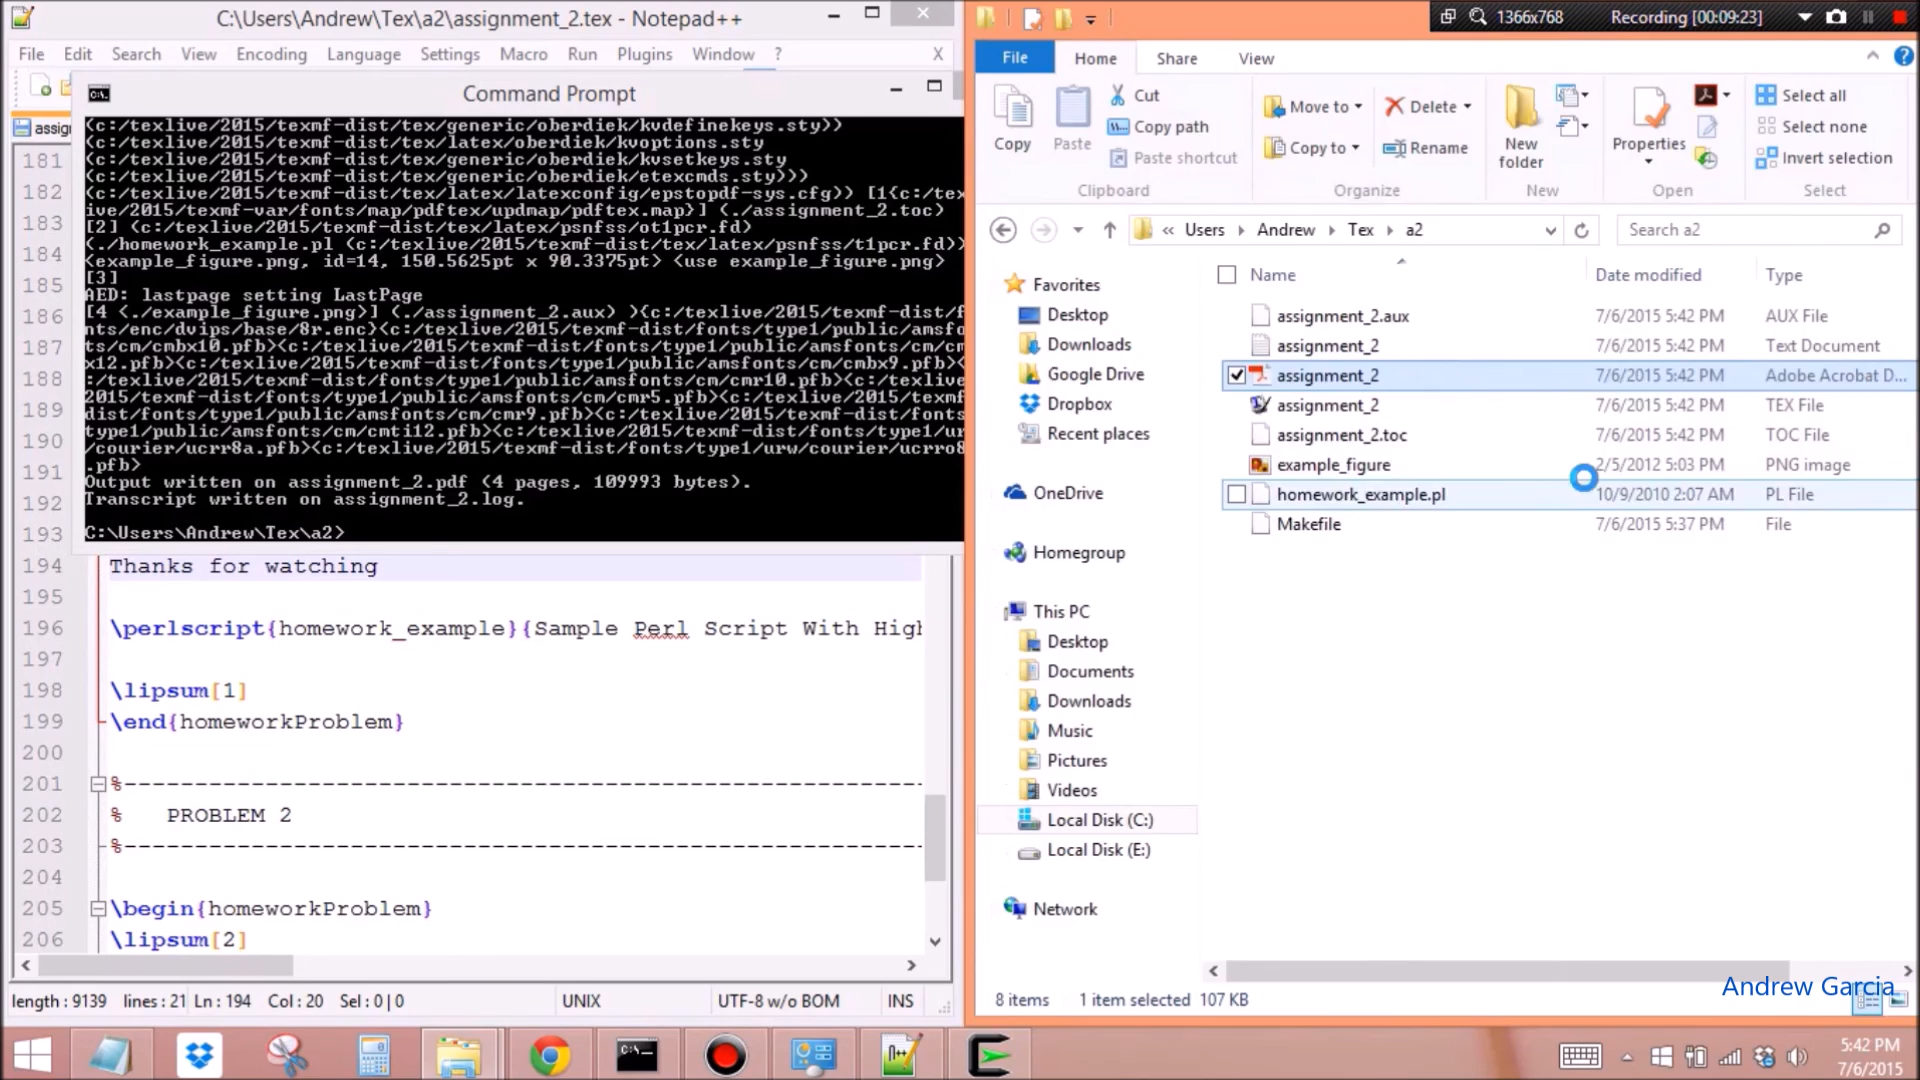 C:\Users\Andrew\Tex\a2\assignment_2.tex - Notepad++
File Edit Search View Encoding Language Settings Macro Run Plugins Window ? X
Command Prompt
(c:/texlive/2015/texmf-dist/tex/generic/oberdiek/kvdefinekeys.sty))
(c:/texlive/2015/texmf-dist/tex/latex/oberdiek/kvoptions.sty
(c:/texlive/2015/texmf-dist/tex/generic/oberdiek/kvsetkeys.sty
(c:/texlive/2015/texmf-dist/tex/generic/oberdiek/etexcmds.sty)))
(c:/texlive/2015/texmf-dist/tex/latex/latexconfig/epstopdf-sys.cfg)) [1{c:/tex
ive/2015/texmf-var/fonts/map/pdftex/updmap/pdftex.map}] (./assignment_2.toc)
[2] (c:/texlive/2015/texmf-dist/tex/latex/psnfss/ot1pcr.fd)
(./homework_example.pl (c:/texlive/2015/texmf-dist/tex/latex/psnfss/t1pcr.fd))
<example_figure.png, id=14, 150.5625pt x 90.3375pt> <use example_figure.png>
[3]
AED: lastpage setting LastPage
[4 <./example_figure.png>] (./assignment_2.aux) ){c:/texlive/2015/texmf-dist/f
nts/enc/dvips/base/8r.enc}<c:/texlive/2015/texmf-dist/fonts/type1/public/amsfo
ts/cm/cmbx10.pfb><c:/texlive/2015/texmf-dist/fonts/type1/public/amsfonts/cm/cm
x12.pfb><c:/texlive/2015/texmf-dist/fonts/type1/public/amsfonts/cm/cmbx9.pfb><
:/texlive/2015/texmf-dist/fonts/type1/public/amsfonts/cm/cmr10.pfb><c:/texlive
2015/texmf-dist/fonts/type1/public/amsfonts/cm/cmr5.pfb><c:/texlive/2015/texmf
dist/fonts/type1/public/amsfonts/cm/cmr9.pfb><c:/texlive/2015/texmf-dist/fonts
type1/public/amsfonts/cm/cmti12.pfb><c:/texlive/2015/texmf-dist/fonts/type1/ur
/courier/ucrr8a.pfb><c:/texlive/2015/texmf-dist/fonts/type1/urw/courier/ucrro8
.pfb>
Output written on assignment_2.pdf (4 pages, 109993 bytes).
Transcript written on assignment_2.log.
C:\Users\Andrew\Tex\a2>
assig
181
182
183
184
185
186
187
188
189
190
191
192
193
194 Thanks for watching
195
196 \perlscript{homework_example}{Sample Perl Script With High
197
198 \lipsum[1]
199 \end{homeworkProblem}
200
201 %----------------------------------------------------------
202 % PROBLEM 2
203 %----------------------------------------------------------
204
205 \begin{homeworkProblem}
206 \lipsum[2]
length : 9139 lines : 21 Ln : 194 Col : 20 Sel : 0 | 0 UNIX UTF-8 w/o BOM INS
1366x768 Recording [00:09:23]
File Home Share View
Copy
Paste
Cut
Copy path
Paste shortcut
Clipboard
Move to
Copy to
Delete
Rename
Organize
New folder
New
Properties
Open
Select all
Select none
Invert selection
Select
« Users Andrew Tex a2
Search a2
Favorites
Desktop
Downloads
Google Drive
Dropbox
Recent places
OneDrive
Homegroup
This PC
Desktop
Documents
Downloads
Music
Pictures
Videos
Local Disk (C:)
Local Disk (E:)
Network
Name Date modified Type
assignment_2.aux 7/6/2015 5:42 PM AUX File
assignment_2 7/6/2015 5:42 PM Text Document
assignment_2 7/6/2015 5:42 PM Adobe Acrobat D...
assignment_2 7/6/2015 5:42 PM TEX File
assignment_2.toc 7/6/2015 5:42 PM TOC File
example_figure 2/5/2012 5:03 PM PNG image
homework_example.pl 10/9/2010 2:07 AM PL File
Makefile 7/6/2015 5:37 PM File
8 items 1 item selected 107 KB
Andrew Garcia
5:42 PM
7/6/2015